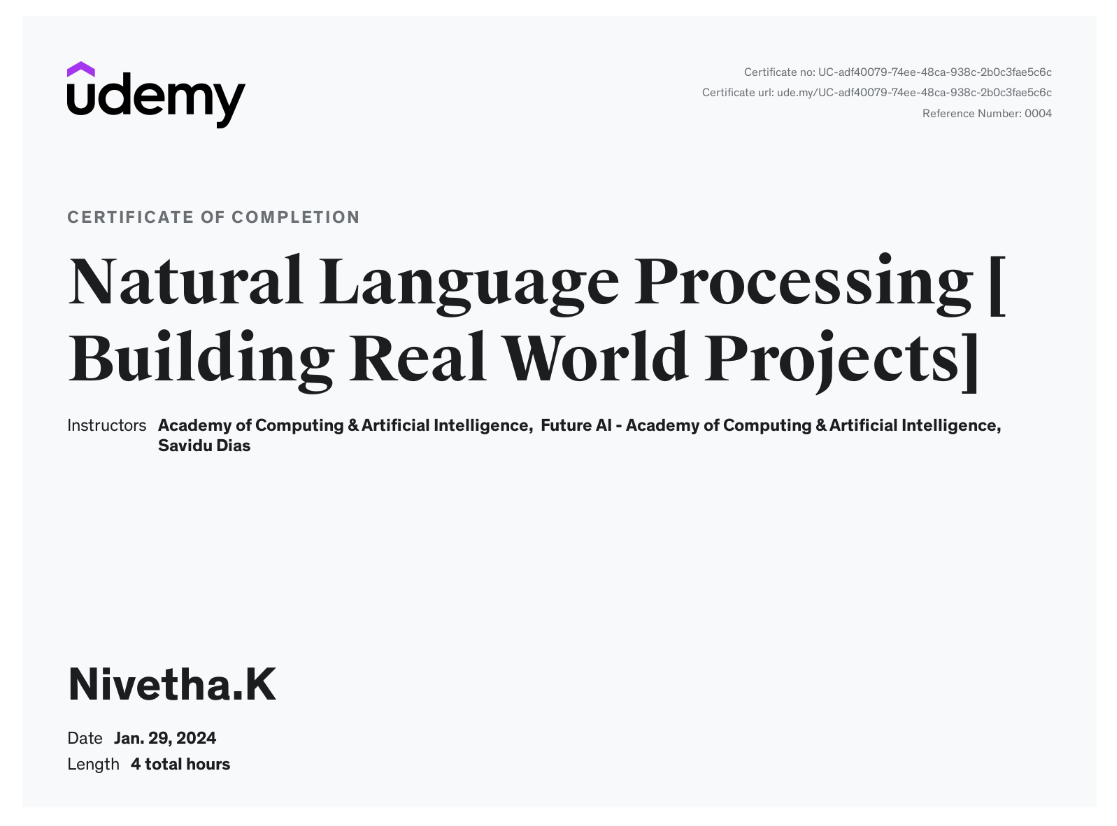 udemy
Certificate no: UC-adf40079-74ee-48ca-938c-2b0c3fae5c6c
Certificate url: ude.my/UC-adf40079-74ee-48ca-938c-2b0c3fae5c6c
Reference Number: 0004
CERTIFICATE OF COMPLETION
Natural Language Processing [
Building Real World Projects]
Instructors Academy of Computing & Artificial Intelligence, Future AI - Academy of Computing & Artificial Intelligence,
Savidu Dias
Nivetha.K
Date Jan. 29, 2024
Length 4 total hours